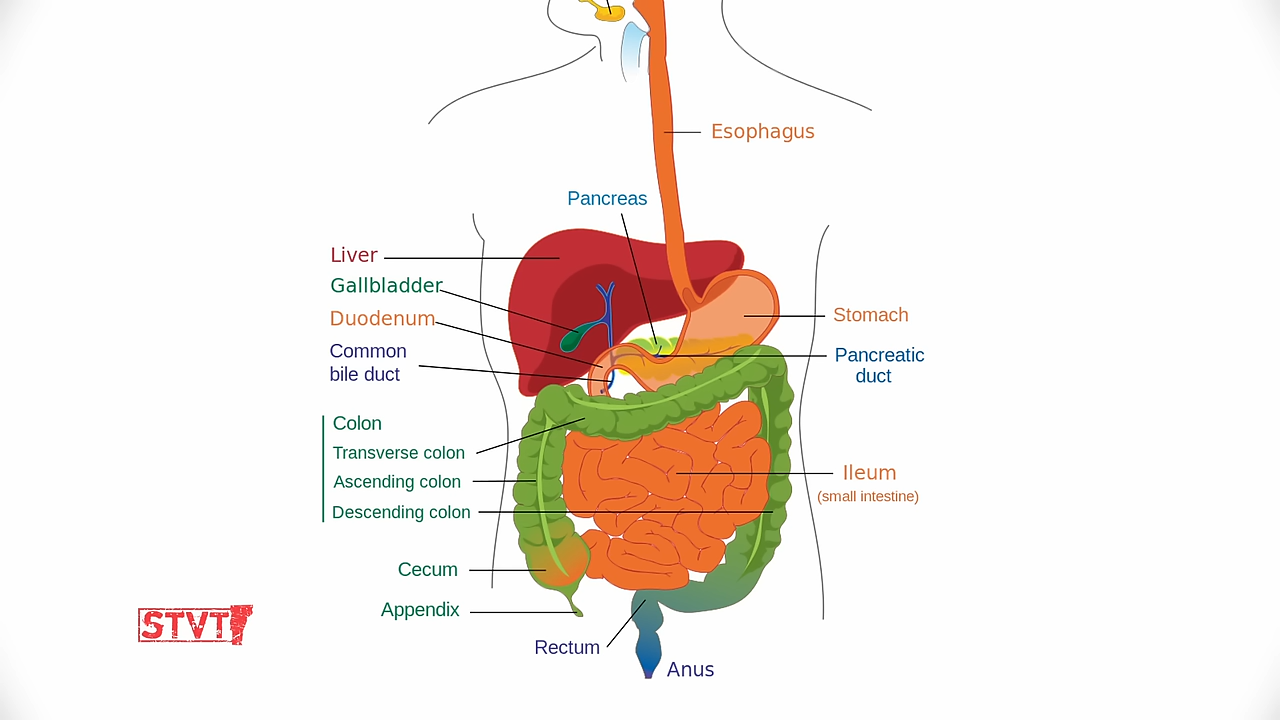 Esophagus
Pancreas
Liver
Gallbladder
Duodenum
Common
bile duct
Stomach
Pancreatic
duct
Colon
Transverse colon
Ascending colon
Descending colon
Ileum
(small intestine)
Cecum
Appendix
Rectum
Anus
STVT